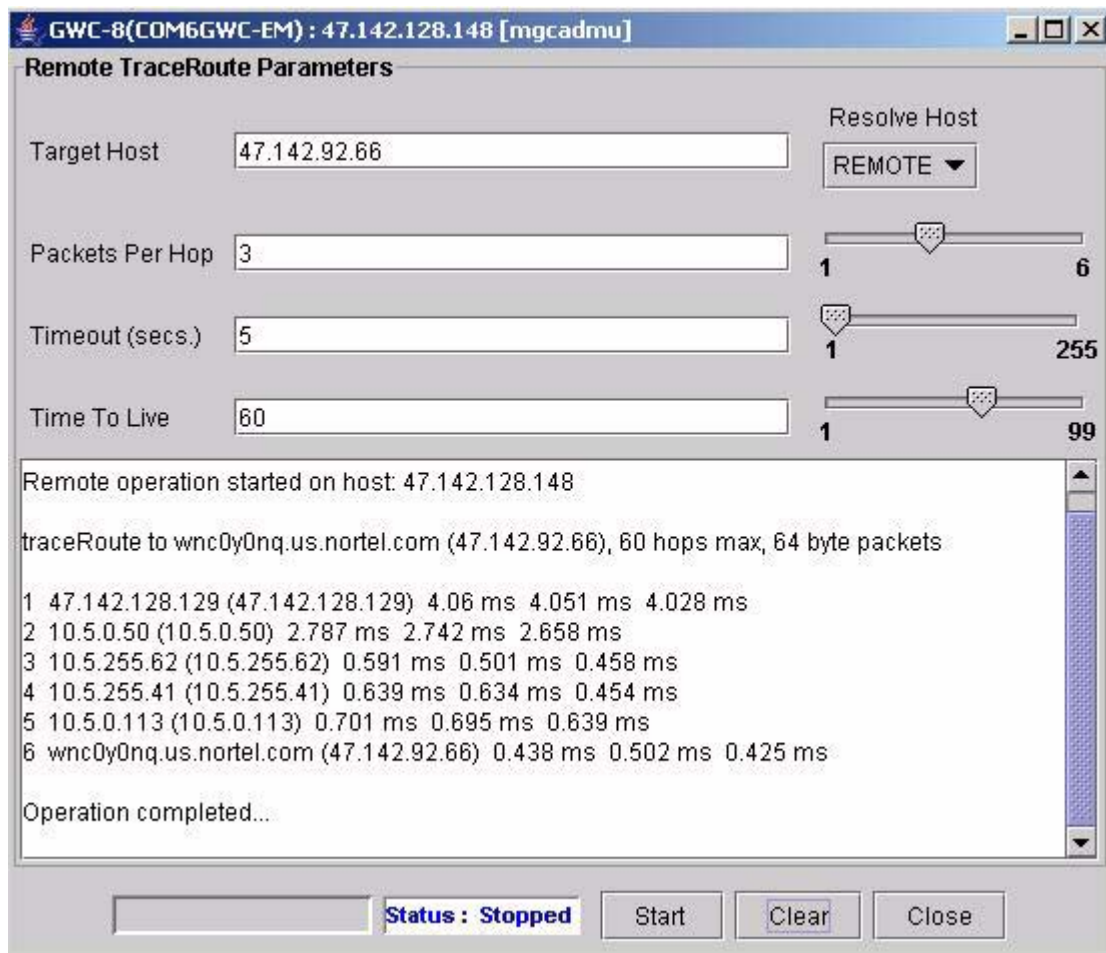 GWC-8(COM6GWC-EM) : 47.142.128.148 [mgcadmu]
Remote TraceRoute Parameters
Resolve Host
Target Host 47.142.92.66 REMOTE
Packets Per Hop 3
1 6
Timeout (secs.) 5
1 255
Time To Live 60
1 99
Remote operation started on host: 47.142.128.148
traceRoute to wnc0y0nq.us.nortel.com (47.142.92.66), 60 hops max, 64 byte packets
1 47.142.128.129 (47.142.128.129) 4.06 ms 4.051 ms 4.028 ms
2 10.5.0.50 (10.5.0.50) 2.787 ms 2.742 ms 2.658 ms
3 10.5.255.62 (10.5.255.62) 0.591 ms 0.501 ms 0.458 ms
4 10.5.255.41 (10.5.255.41) 0.639 ms 0.634 ms 0.454 ms
5 10.5.0.113 (10.5.0.113) 0.701 ms 0.695 ms 0.639 ms
6 wnc0y0nq.us.nortel.com (47.142.92.66) 0.438 ms 0.502 ms 0.425 ms
Operation completed...
Status : Stopped Start Clear Close